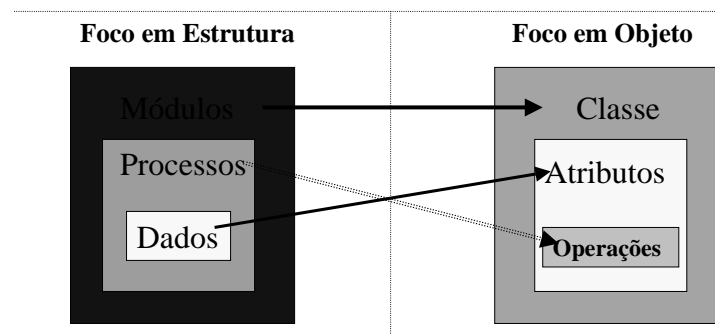 Foco em Estrutura
Foco em Objeto
Módulos
Classe
Processos
Atributos
Dados
Operações